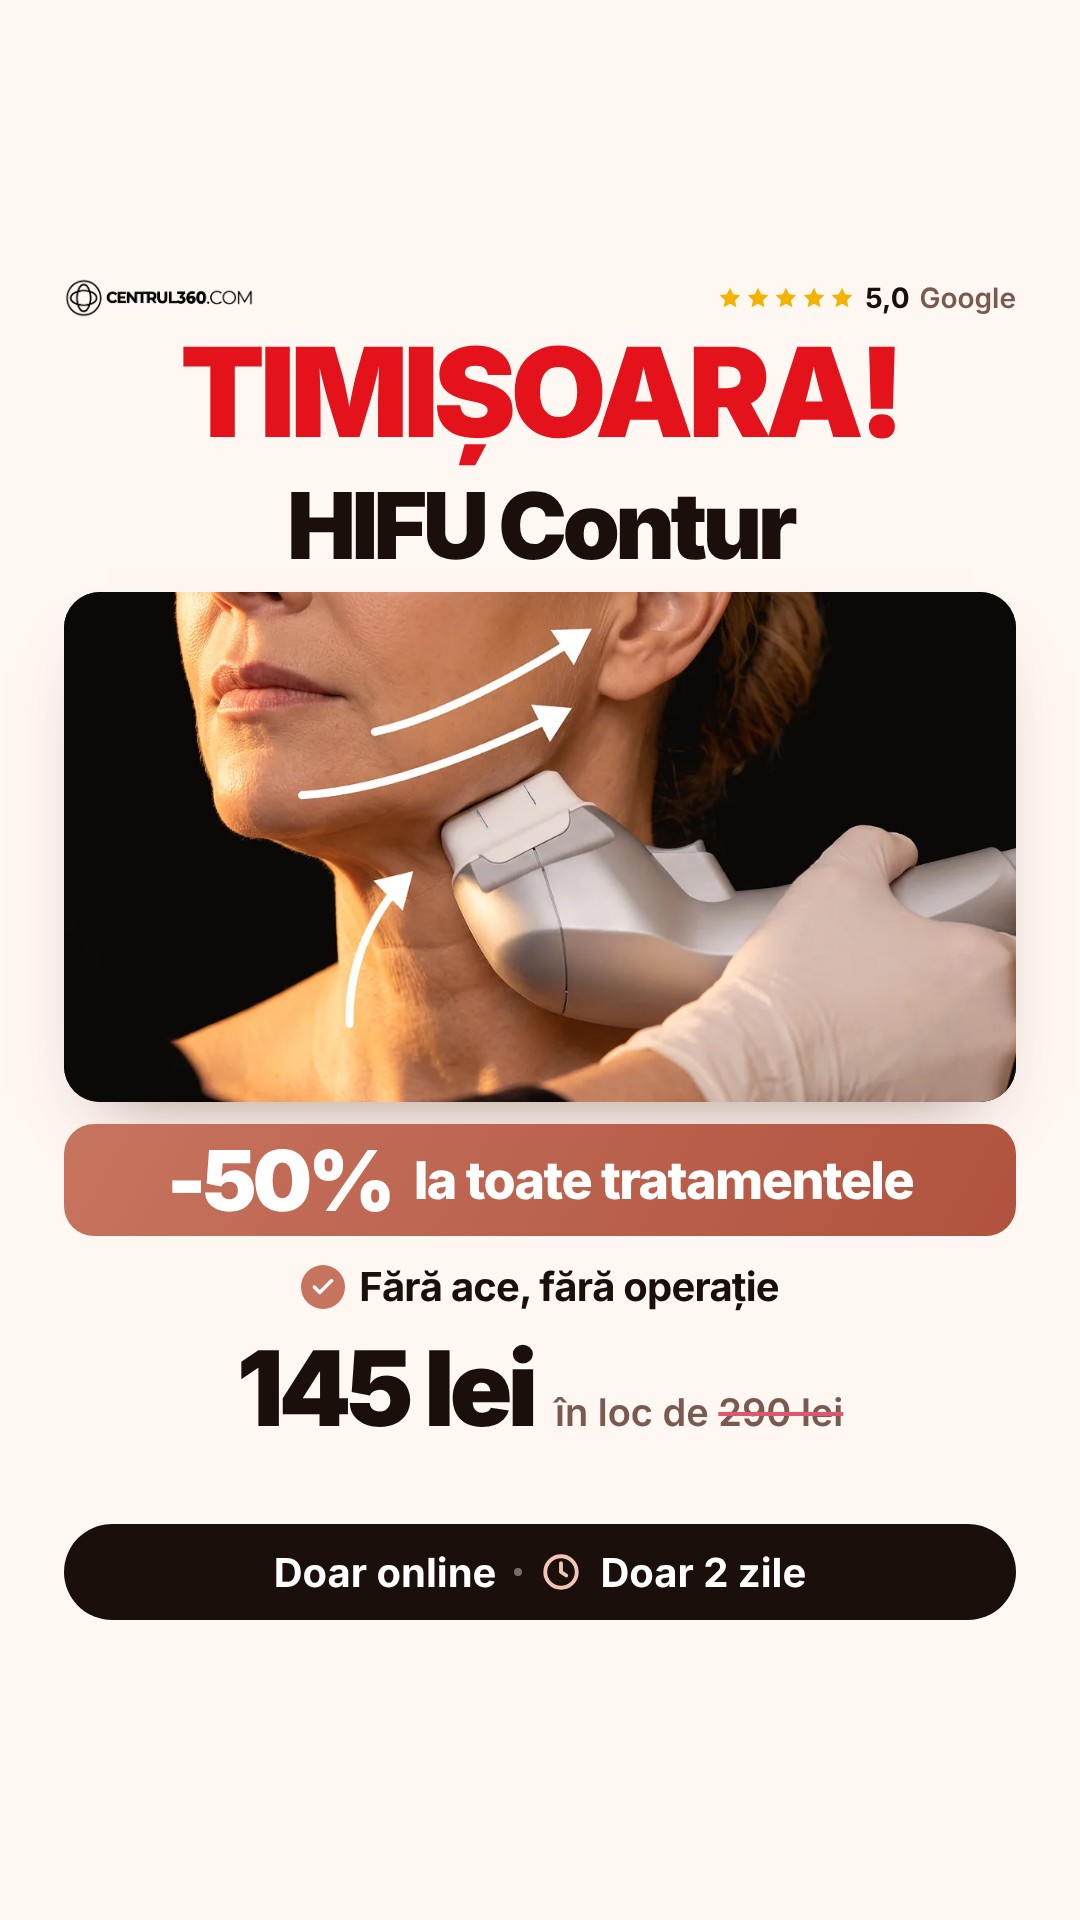 CENTRUL360.COM
5,0 Google
TIMIȘOARA!
HIFU Contur
-50% la toate tratamentele
Fără ace, fără operație
145 lei în loc de 290 lei
Doar online • Doar 2 zile